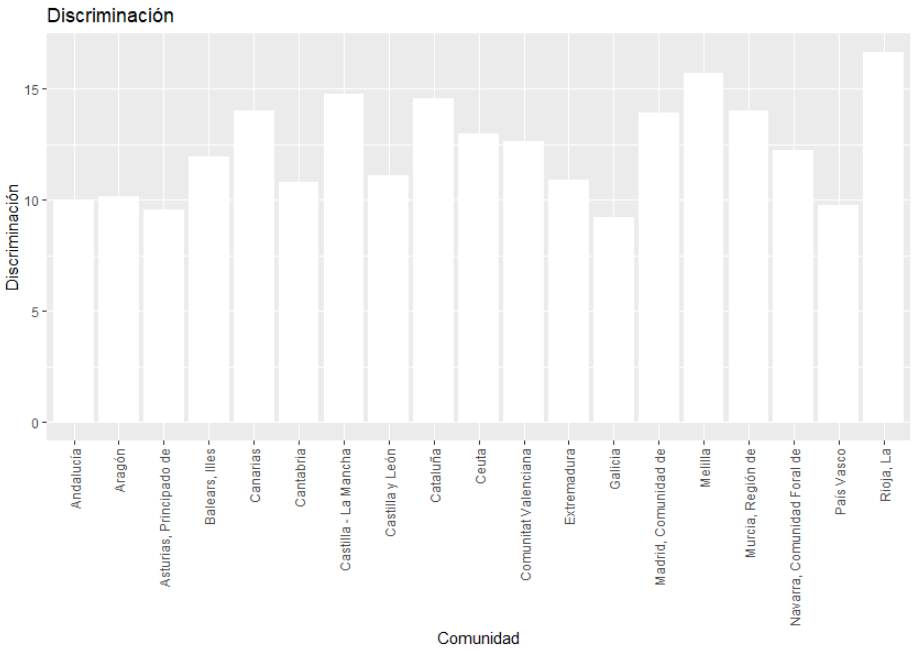 Discriminación
Discriminación
15
10
5
0
Andalucía
Aragón
Asturias, Principado de
Balears, Illes
Canarias
Cantabria
Castilla - La Mancha
Castilla y León
Cataluña
Ceuta
Comunitat Valenciana
Extremadura
Galicia
Madrid, Comunidad de
Melilla
Murcia, Región de
Navarra, Comunidad Foral de
País Vasco
Rioja, La
Comunidad